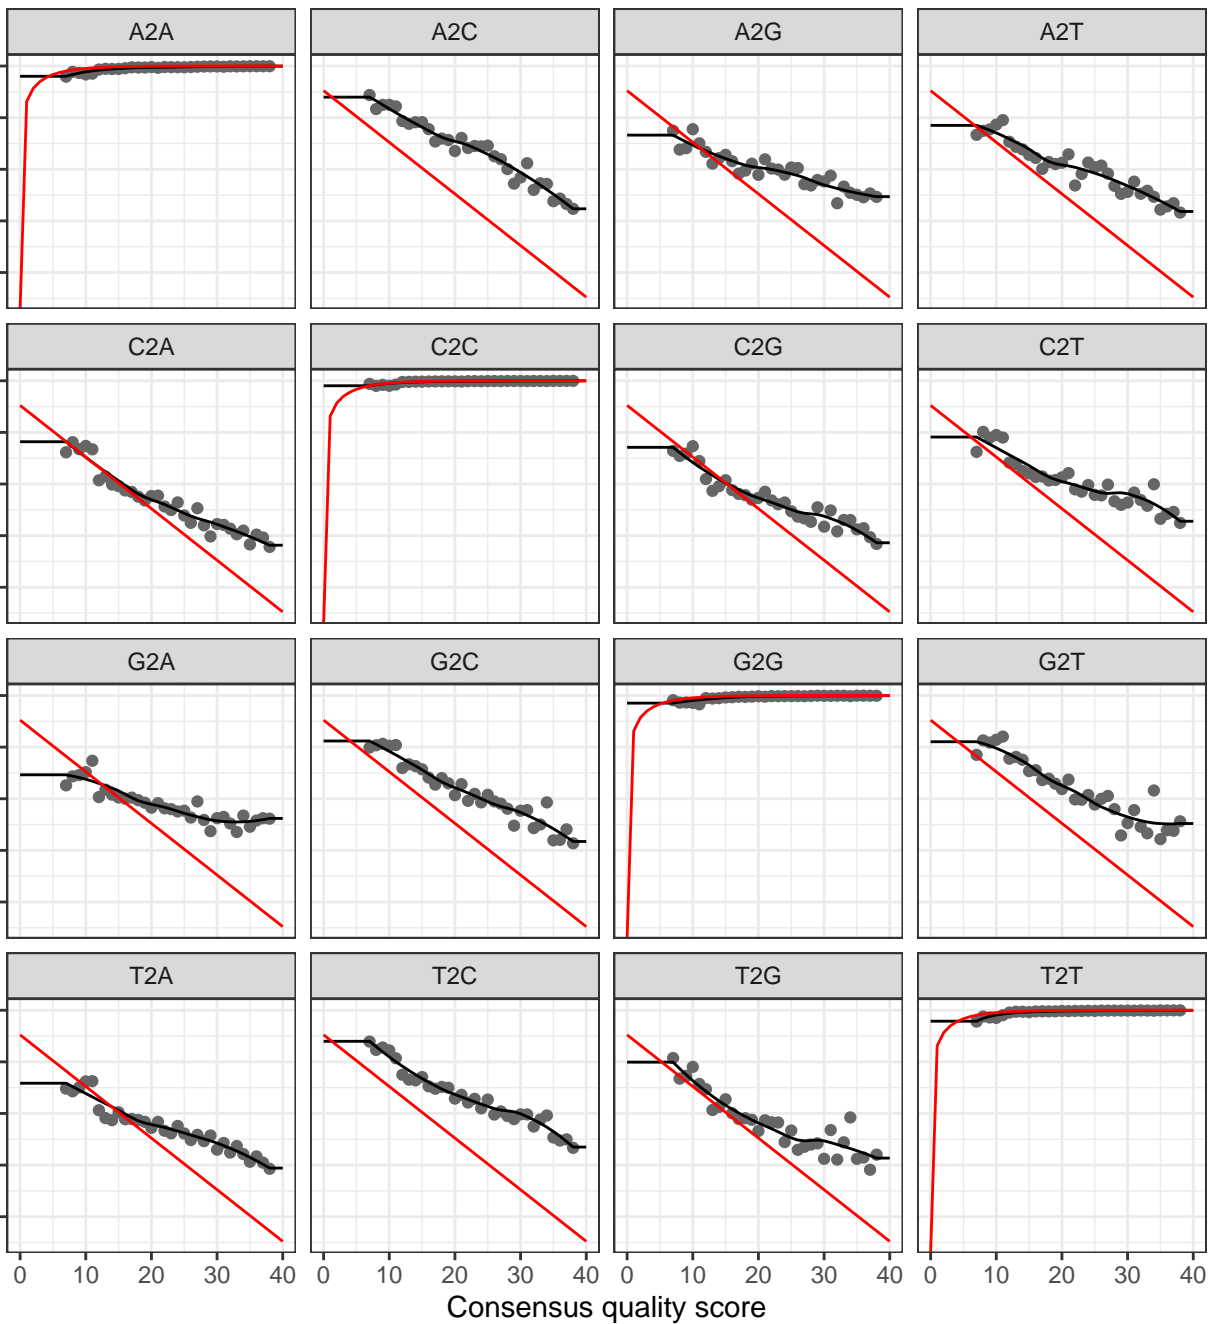 A2A A2C A2G A2T
C2A C2C C2G C2T
G2A G2C G2G G2T
T2A T2C T2G T2T
0 10 20 30 40 0 10 20 30 40 0 10 20 30 40 0 10 20 30 40
Consensus quality score